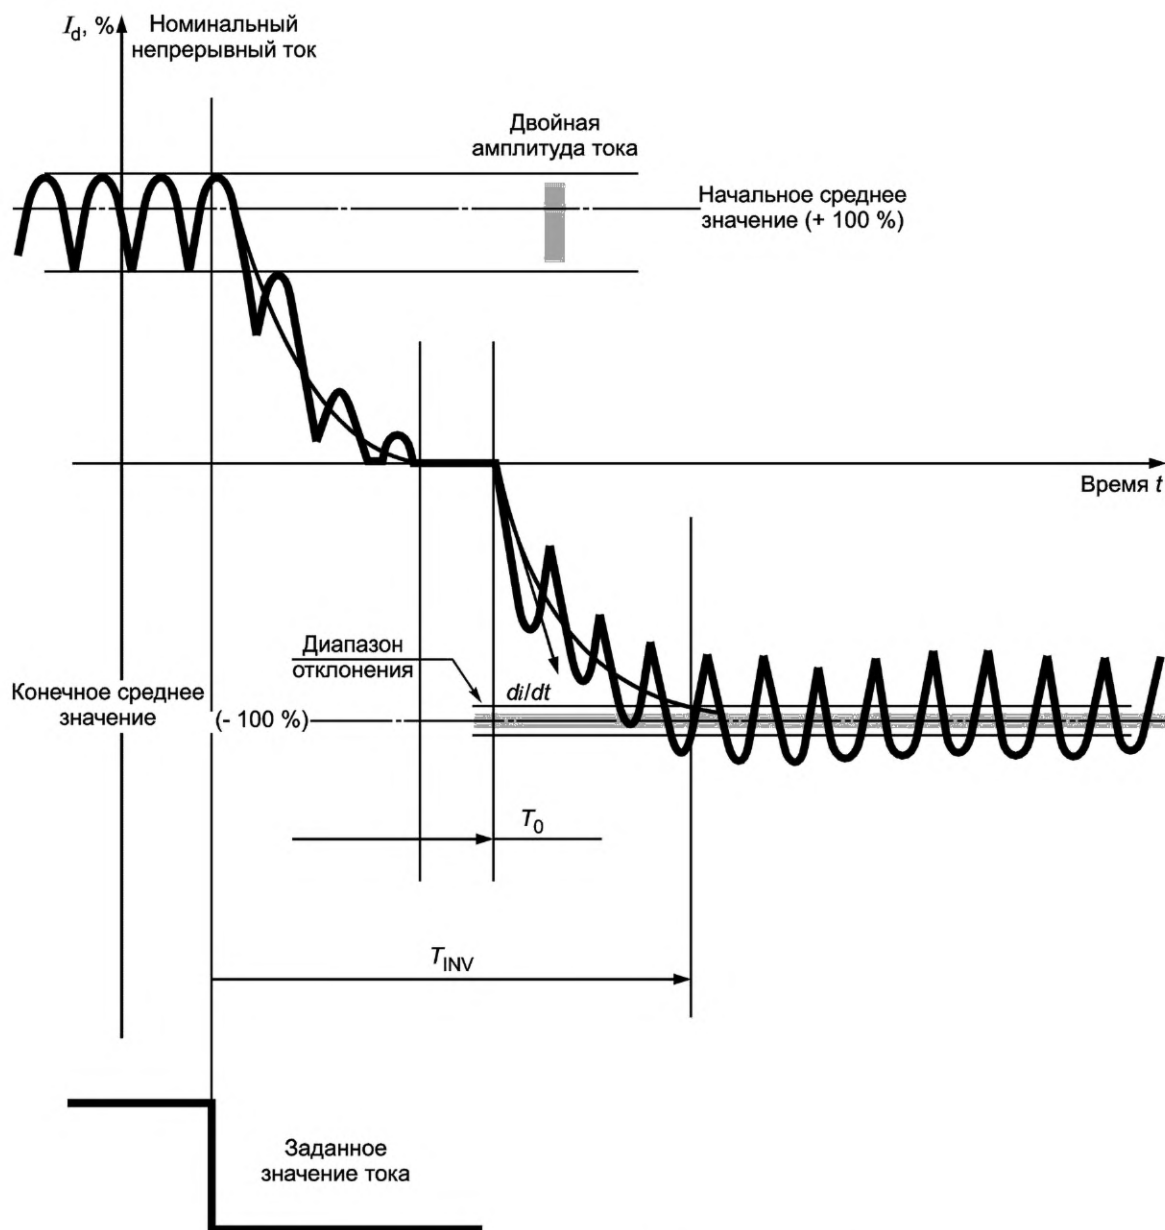 I_d, %
Номинальный
непрерывный ток
Двойная
амплитуда тока
Начальное среднее
значение (+ 100 %)
Время t
Диапазон
отклонения
di/dt
Конечное среднее
значение
(- 100 %)
T_0
T_INV
Заданное
значение тока